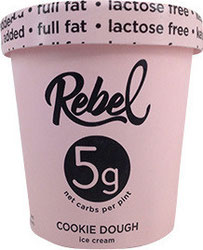 added • full fat • lactose free •
added • full fat • lactose free •
Rebel
5g
net carbs per pint
COOKIE DOUGH
ice cream